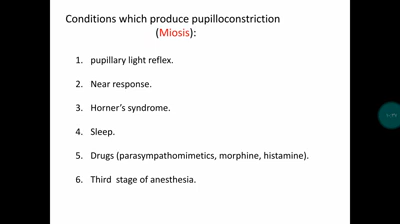 Conditions which produce pupilloconstriction
(Miosis):
1. pupillary light reflex.
2. Near response.
3. Horner's syndrome.
4. Sleep.
5. Drugs (parasympathomimetics, morphine, histamine).
6. Third stage of anesthesia.